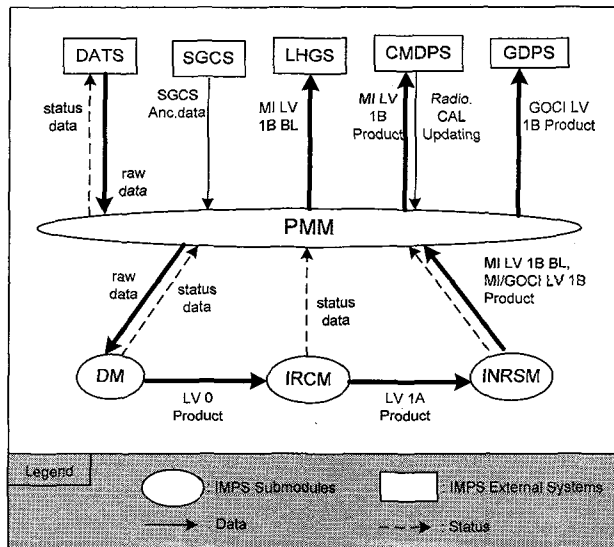 DATS
SGCS
LHGS
CMDPS
GDPS
status
data
raw
data
SGCS
Anc.data
MI LV
1B BL
MI LV
1B
Product
Radio.
CAL
Updating
GOCI LV
1B Product
PMM
raw
data
status
data
status
data
MI LV 1B BL,
MI/GOCI LV 1B
Product
DM
IRCM
INRSM
LV 0
Product
LV 1A
Product
Legend
: IMPS Submodules
: IMPS External Systems
: Data
: Status